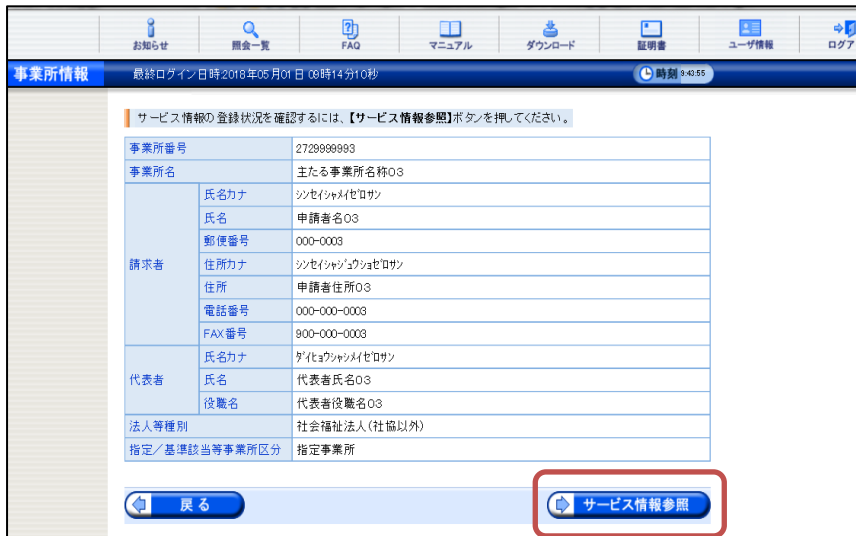 お知らせ 照会一覧 FAQ マニュアル ダウンロード 証明書 ユーザ情報 ログア
事業所情報 最終ログイン日時:2018年05月01日 09時14分10秒 時刻 9:43:55
サービス情報の登録状況を確認するには、【サービス情報参照】ボタンを押してください。
事業所番号 2729999993
事業所名 主たる事業所名称03
請求者
氏名カナ シンセイシャメイゼロサン
氏名 申請者名03
郵便番号 000-0003
住所カナ シンセイシャジュウショゼロサン
住所 申請者住所03
電話番号 000-000-0003
FAX番号 900-000-0003
代表者
氏名カナ ダイヒョウシャシメイゼロサン
氏名 代表者氏名03
役職名 代表者役職名03
法人等種別 社会福祉法人(社協以外)
指定/基準該当等事業所区分 指定事業所
戻る サービス情報参照